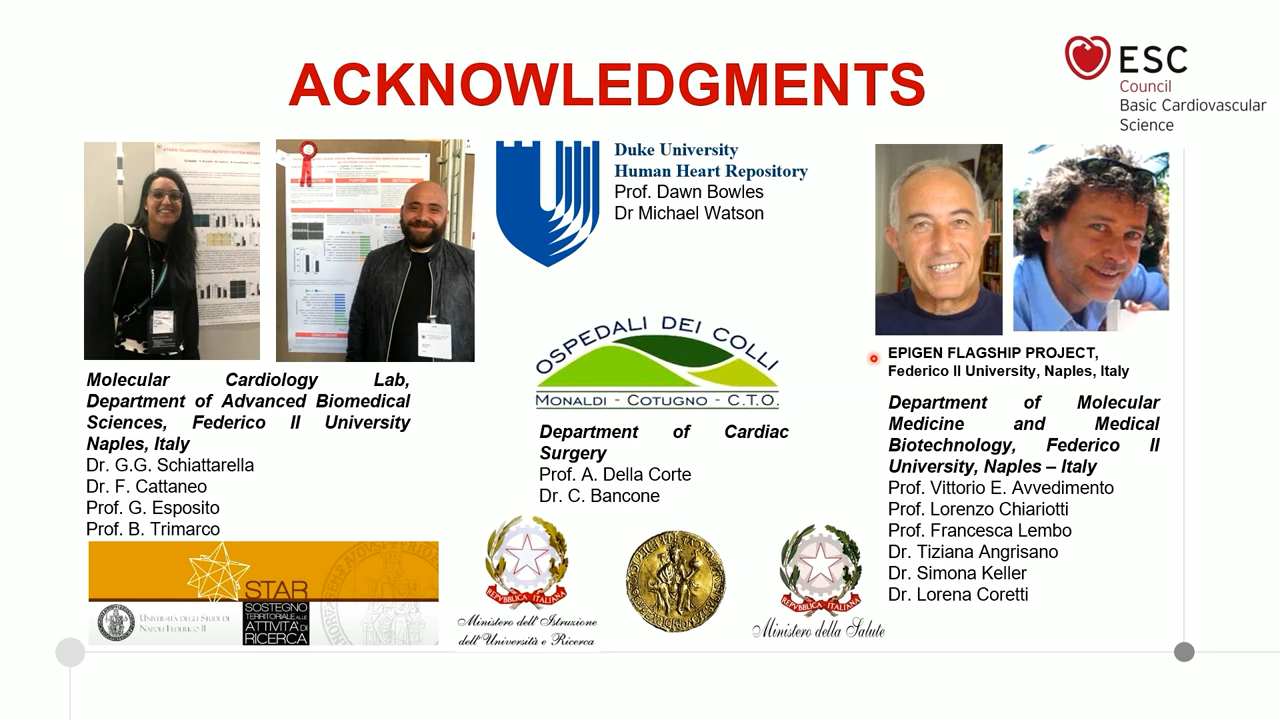 ACKNOWLEDGMENTS
ESC
Council
Basic Cardiovascular
Science
Duke University
Human Heart Repository
Prof. Dawn Bowles
Dr Michael Watson
Molecular Cardiology Lab,
Department of Advanced Biomedical
Sciences, Federico II University
Naples, Italy
Dr. G.G. Schiattarella
Dr. F. Cattaneo
Prof. G. Esposito
Prof. B. Trimarco
OSPEDALI DEI COLLI
MONALDI - COTUGNO - C.T.O.
Department of Cardiac
Surgery
Prof. A. Della Corte
Dr. C. Bancone
EPIGEN FLAGSHIP PROJECT,
Federico II University, Naples, Italy
Department of Molecular
Medicine and Medical
Biotechnology, Federico II
University, Naples – Italy
Prof. Vittorio E. Avvedimento
Prof. Lorenzo Chiariotti
Prof. Francesca Lembo
Dr. Tiziana Angrisano
Dr. Simona Keller
Dr. Lorena Coretti
STAR
SOSTEGNO
TERRITORIALE ALLE
ATTIVITÀ DI
RICERCA
UNIVERSITÀ DEGLI STUDI DI
NAPOLI FEDERICO II
REPVBBLICA ITALIANA
Ministero dell'Istruzione
dell'Università e Ricerca
REPVBBLICA ITALIANA
Ministero della Salute